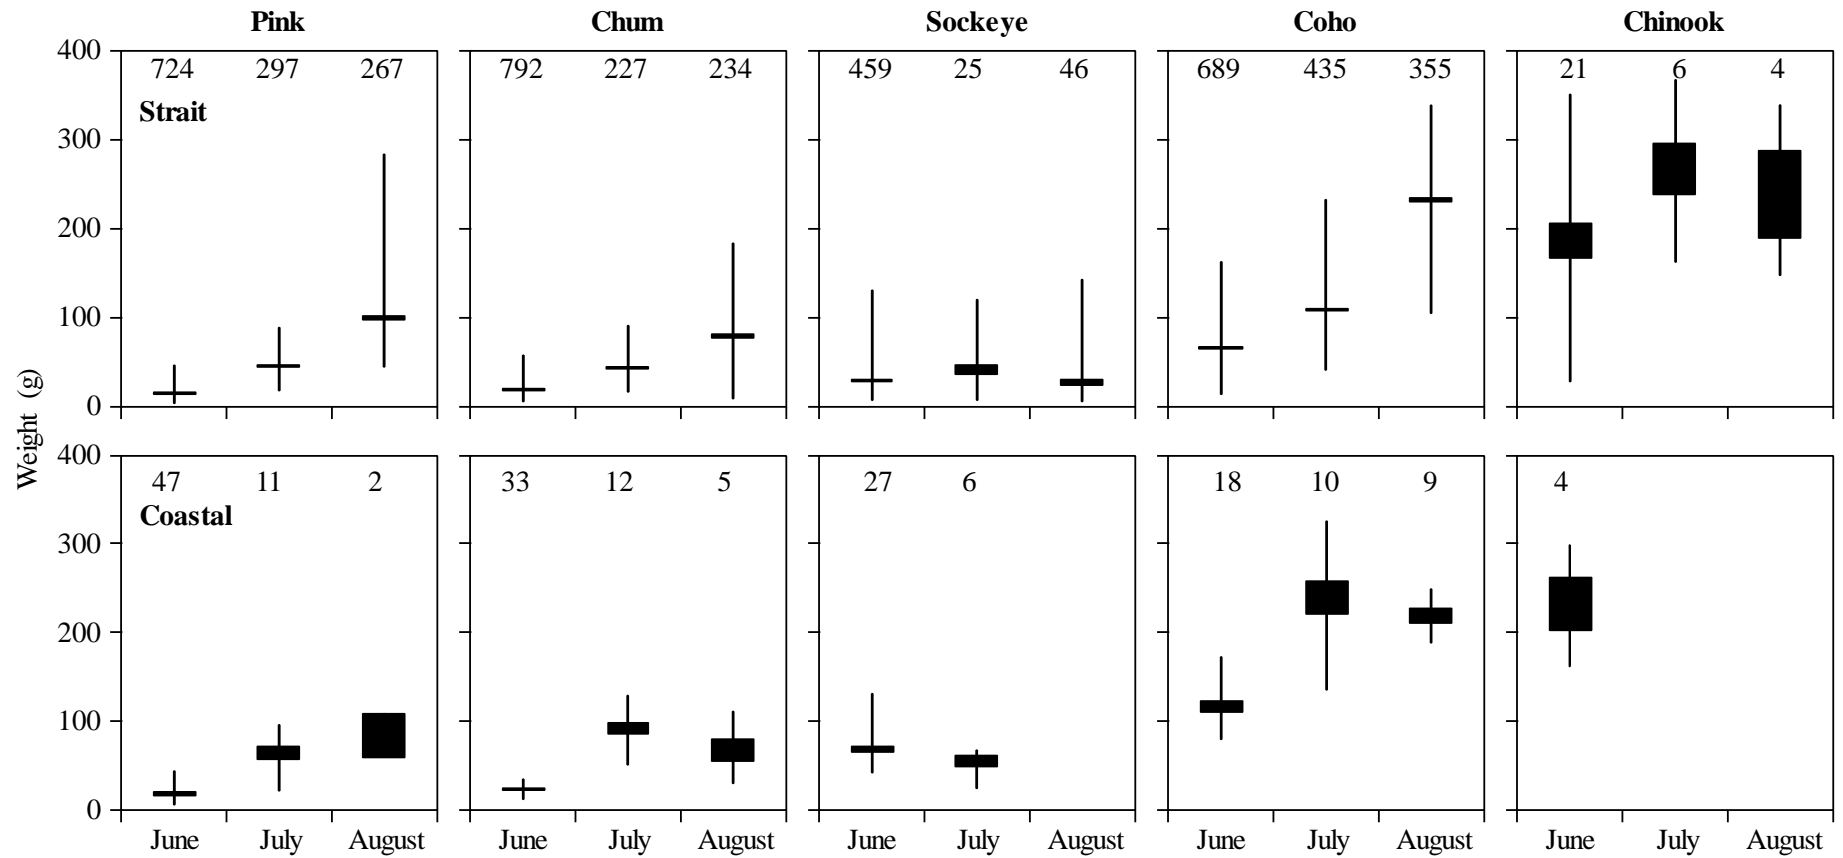 Pink Chum Sockeye Coho Chinook
400 724 297 267 792 227 234 459 25 46 689 435 355 21 6 4
Strait
300
200
100
0
Weight (g)
400 47 11 2 33 12 5 27 6 18 10 9 4
Coastal
300
200
100
0
June July August June July August June July August June July August June July August